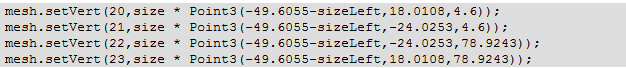 mesh.setVert(20,size * Point3(-49.6055-sizeLeft,18.0108,4.6));
mesh.setVert(21,size * Point3(-49.6055-sizeLeft,-24.0253,4.6));
mesh.setVert(22,size * Point3(-49.6055-sizeLeft,-24.0253,78.9243));
mesh.setVert(23,size * Point3(-49.6055-sizeLeft,18.0108,78.9243));